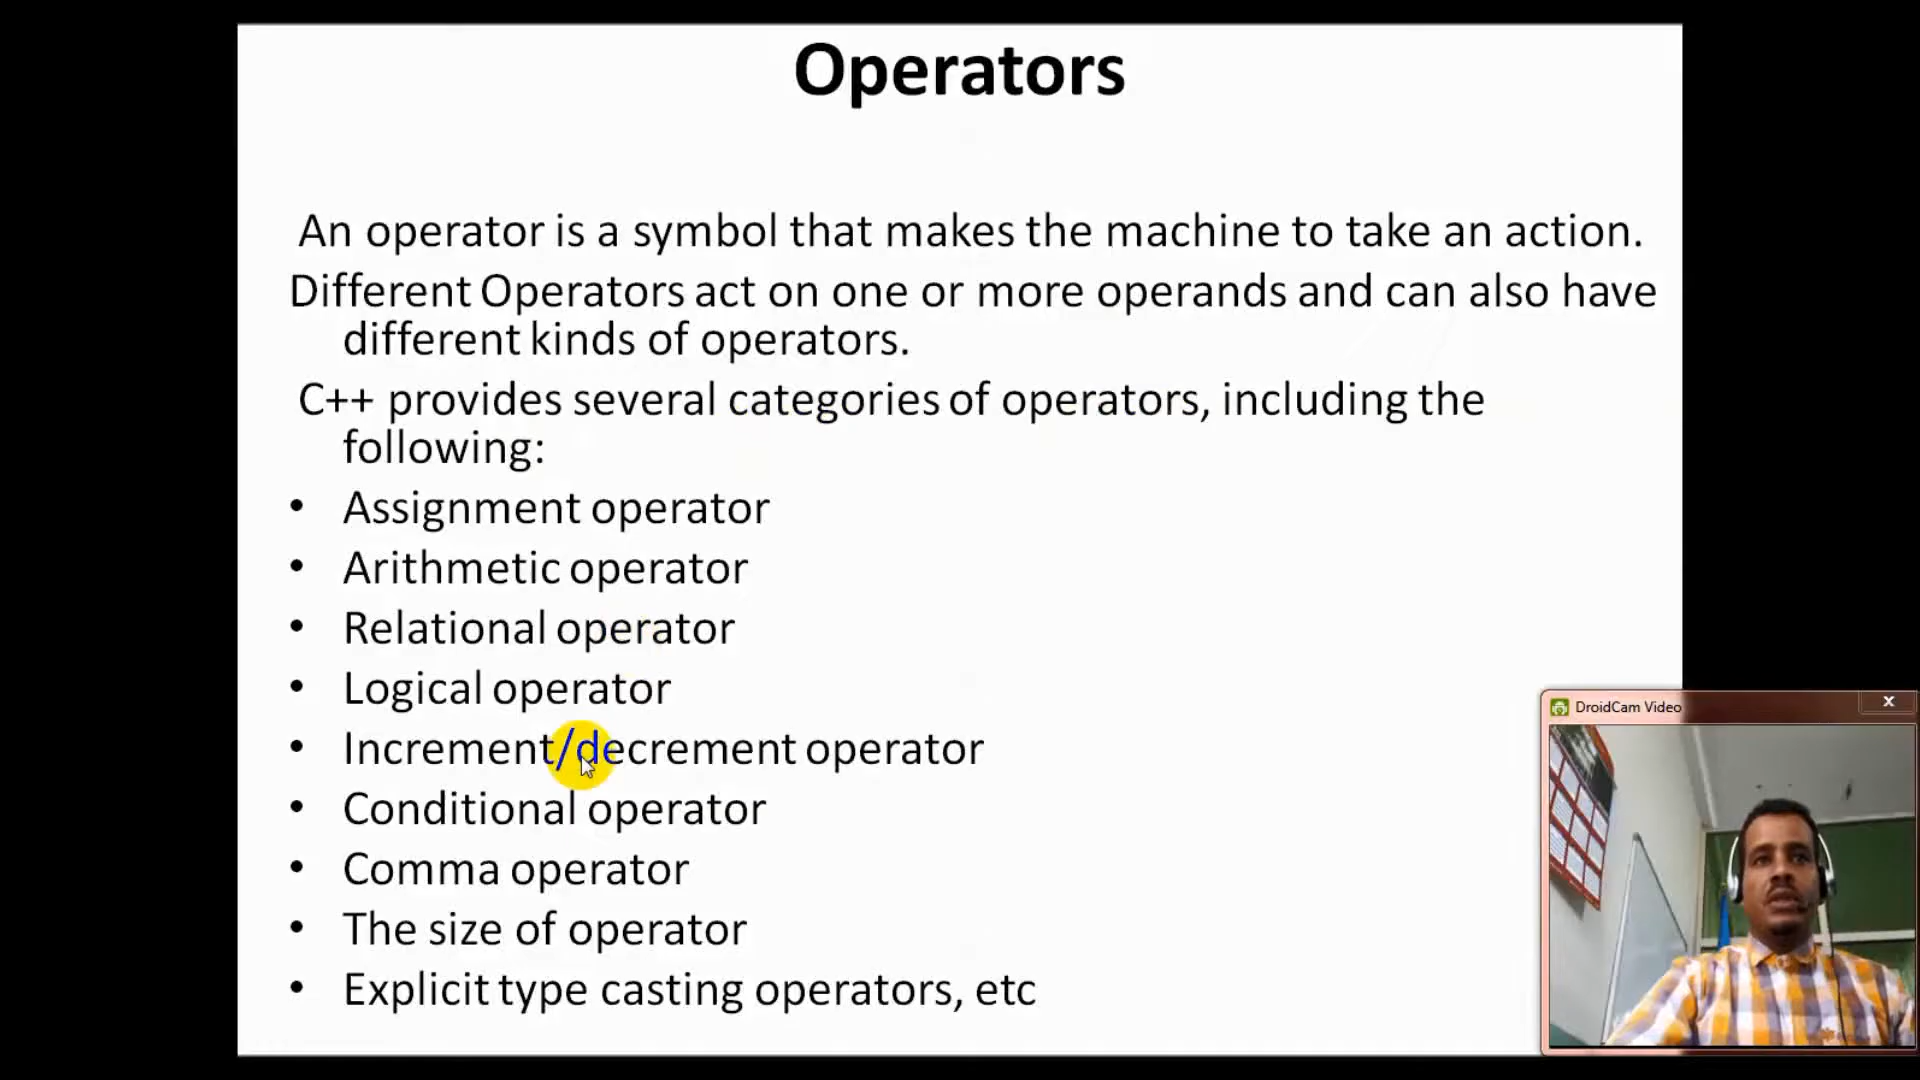 Operators
An operator is a symbol that makes the machine to take an action.
Different Operators act on one or more operands and can also have
different kinds of operators.
C++ provides several categories of operators, including the
following:
• Assignment operator
• Arithmetic operator
• Relational operator
• Logical operator
• Increment/decrement operator
• Conditional operator
• Comma operator
• The size of operator
• Explicit type casting operators, etc
DroidCam Video